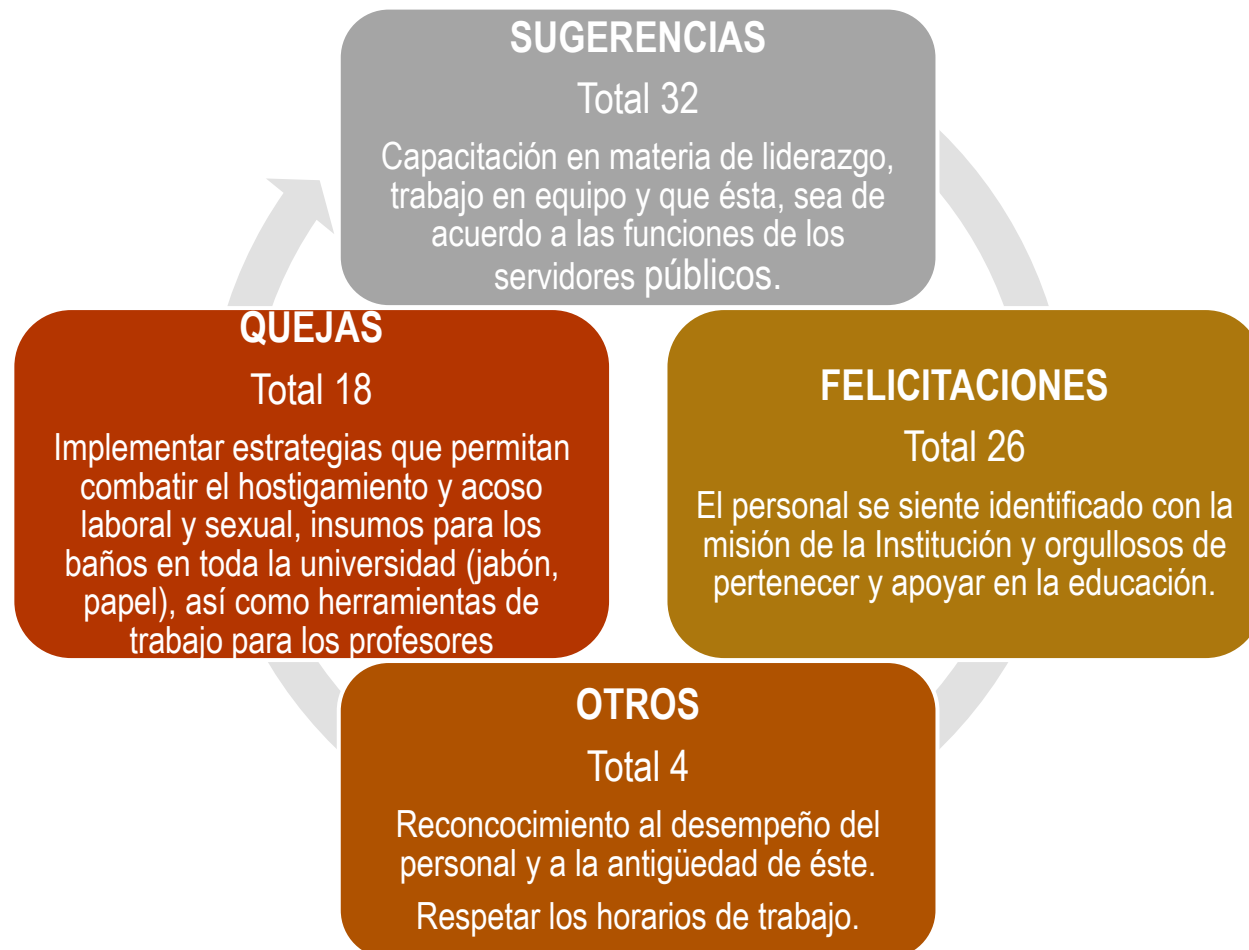 SUGERENCIAS
Total 32
Capacitación en materia de liderazgo,
trabajo en equipo y que ésta, sea de
acuerdo a las funciones de los
servidores públicos.
FELICITACIONES
Total 26
El personal se siente identificado con la
misión de la Institución y orgullosos de
pertenecer y apoyar en la educación.
OTROS
Total 4
Reconcocimiento al desempeño del
personal y a la antigüedad de éste.
Respetar los horarios de trabajo.
QUEJAS
Total 18
Implementar estrategias que permitan
combatir el hostigamiento y acoso
laboral y sexual, insumos para los
baños en toda la universidad (jabón,
papel), así como herramientas de
trabajo para los profesores